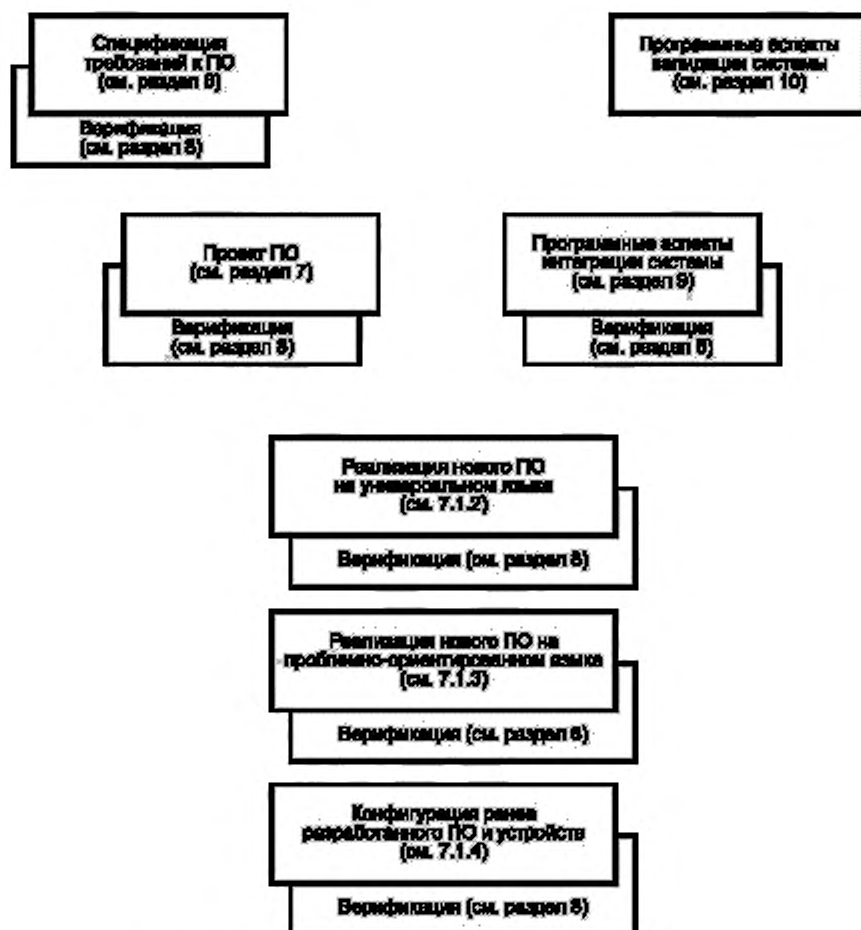 Спецификация
требований к ПО
(см. раздел 6)
Верификация
(см. раздел 8)
Программные аспекты
валидации системы
(см. раздел 10)
Проект ПО
(см. раздел 7)
Верификация
(см. раздел 8)
Программные аспекты
интеграции системы
(см. раздел 9)
Верификация
(см. раздел 8)
Реализация нового ПО
на универсальном языке
(см. 7.1.2)
Верификация (см. раздел 8)
Реализация нового ПО на
проблемно-ориентированном языке
(см. 7.1.3)
Верификация (см. раздел 8)
Конфигурация ранее
разработанного ПО и устройств
(см. 7.1.4)
Верификация (см. раздел 8)